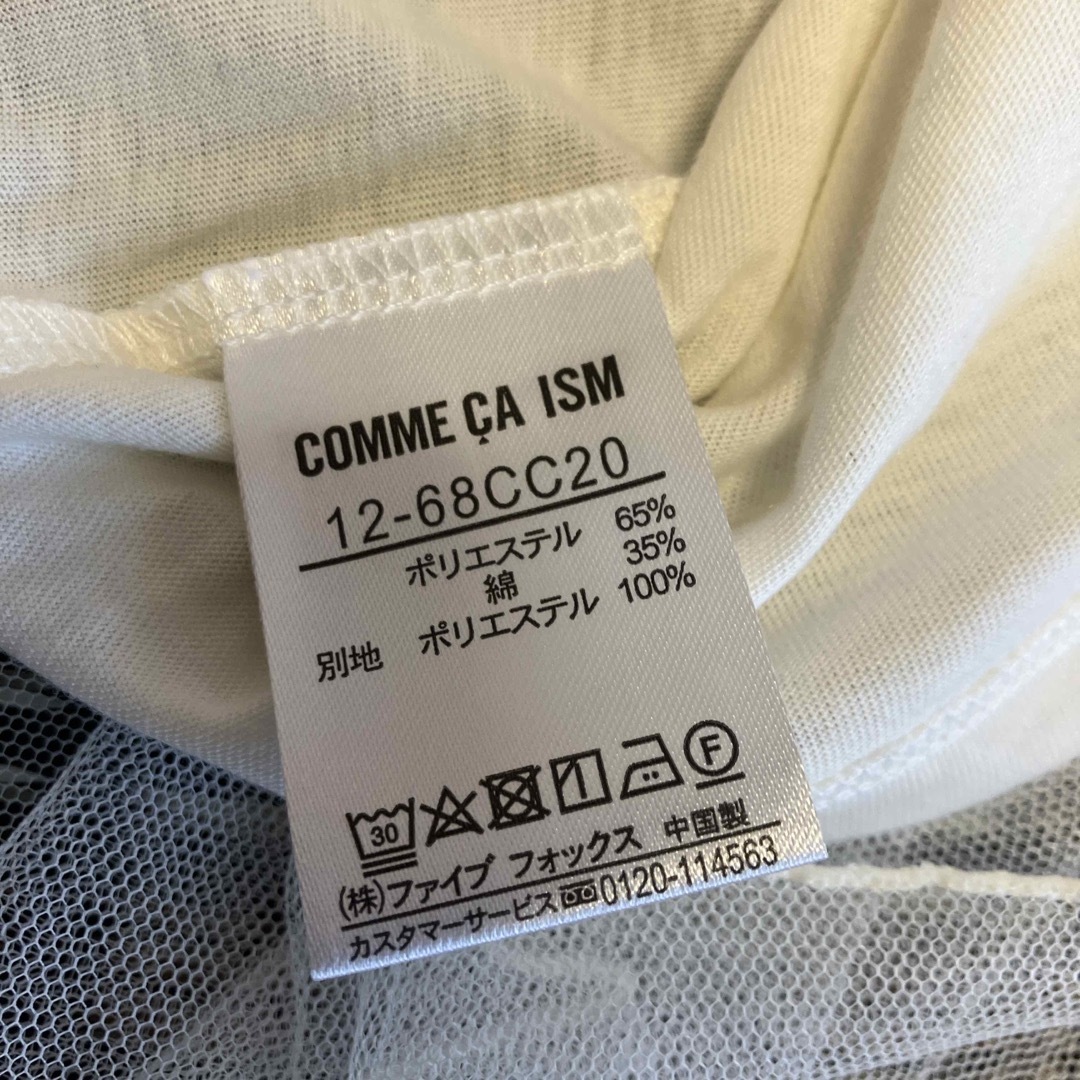 COMME ÇA ISM
12-68CC20
ポリエステル 65%
綿 35%
別地 ポリエステル 100%
30 F
(株)ファイブ フォックス 中国製
カスタマーサービス 0120-114563